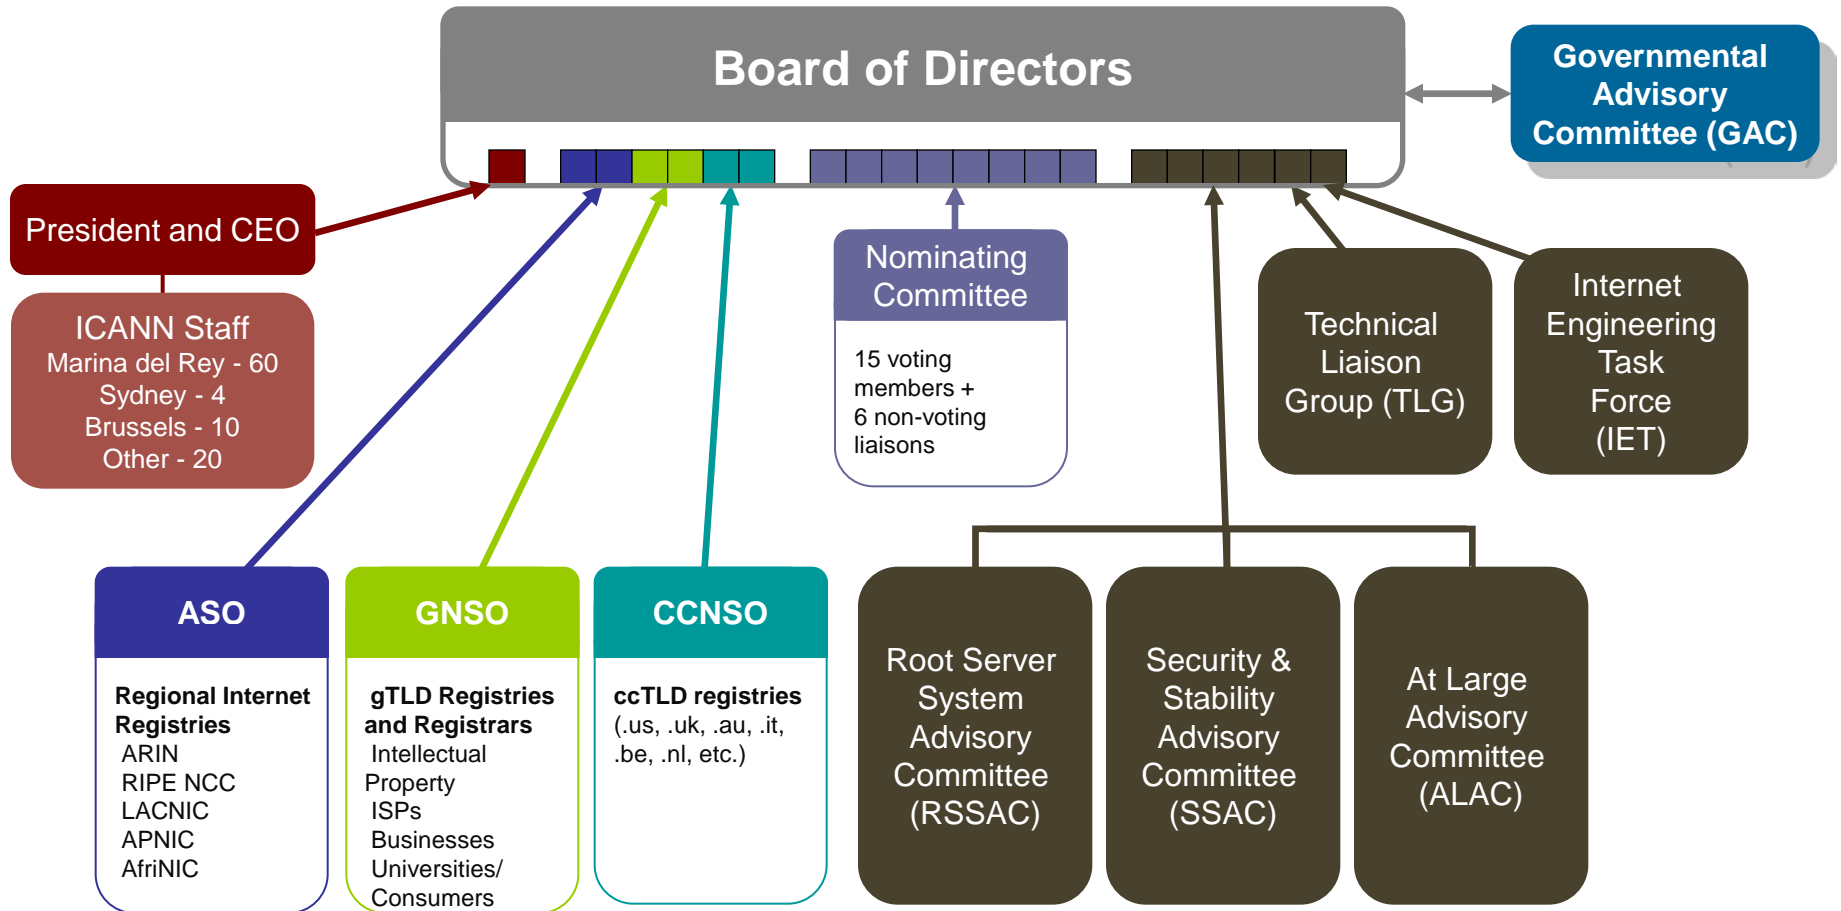 Board of Directors
Governmental
Advisory
Committee (GAC)
President and CEO
ICANN Staff
Marina del Rey - 60
Sydney - 4
Brussels - 10
Other - 20
Nominating
Committee
15 voting
members +
6 non-voting
liaisons
Technical
Liaison
Group (TLG)
Internet
Engineering
Task
Force
(IET)
ASO
Regional Internet
Registries
ARIN
RIPE NCC
LACNIC
APNIC
AfriNIC
GNSO
gTLD Registries
and Registrars
Intellectual
Property
ISPs
Businesses
Universities/
Consumers
CCNSO
ccTLD registries
(.us, .uk, .au, .it,
.be, .nl, etc.)
Root Server
System
Advisory
Committee
(RSSAC)
Security &
Stability
Advisory
Committee
(SSAC)
At Large
Advisory
Committee
(ALAC)